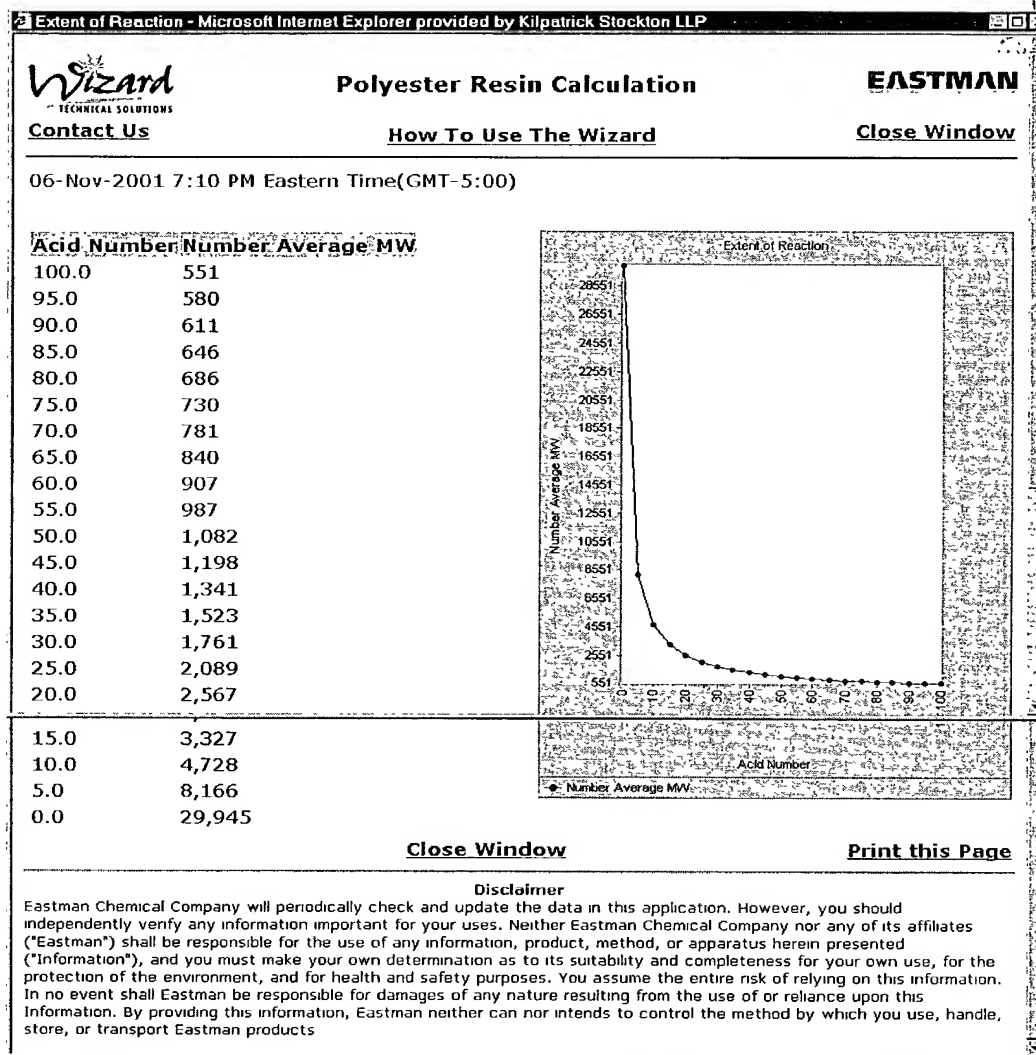 Extent of Reaction - Microsoft Internet Explorer provided by Kilpatrick Stockton LLP
Wizard
TECHNICAL SOLUTIONS
Polyester Resin Calculation
EASTMAN
Contact Us
How To Use The Wizard
Close Window
06-Nov-2001 7:10 PM Eastern Time(GMT-5:00)
Acid Number Number Average MW
100.0 551
95.0 580
90.0 611
85.0 646
80.0 686
75.0 730
70.0 781
65.0 840
60.0 907
55.0 987
50.0 1,082
45.0 1,198
40.0 1,341
35.0 1,523
30.0 1,761
25.0 2,089
20.0 2,567
15.0 3,327
10.0 4,728
5.0 8,166
0.0 29,945
Extent of Reaction
28551
26551
24551
22551
20551
18551
16551
14551
12551
10551
8551
6551
4551
2551
551
Number Average MW
0 10 20 30 40 50 60 70 80 90 100
Acid Number
Number Average MW
Close Window
Print this Page
Disclaimer
Eastman Chemical Company will periodically check and update the data in this application. However, you should
independently verify any information important for your uses. Neither Eastman Chemical Company nor any of its affiliates
("Eastman") shall be responsible for the use of any information, product, method, or apparatus herein presented
("Information"), and you must make your own determination as to its suitability and completeness for your own use, for the
protection of the environment, and for health and safety purposes. You assume the entire risk of relying on this information.
In no event shall Eastman be responsible for damages of any nature resulting from the use of or reliance upon this
Information. By providing this information, Eastman neither can nor intends to control the method by which you use, handle,
store, or transport Eastman products